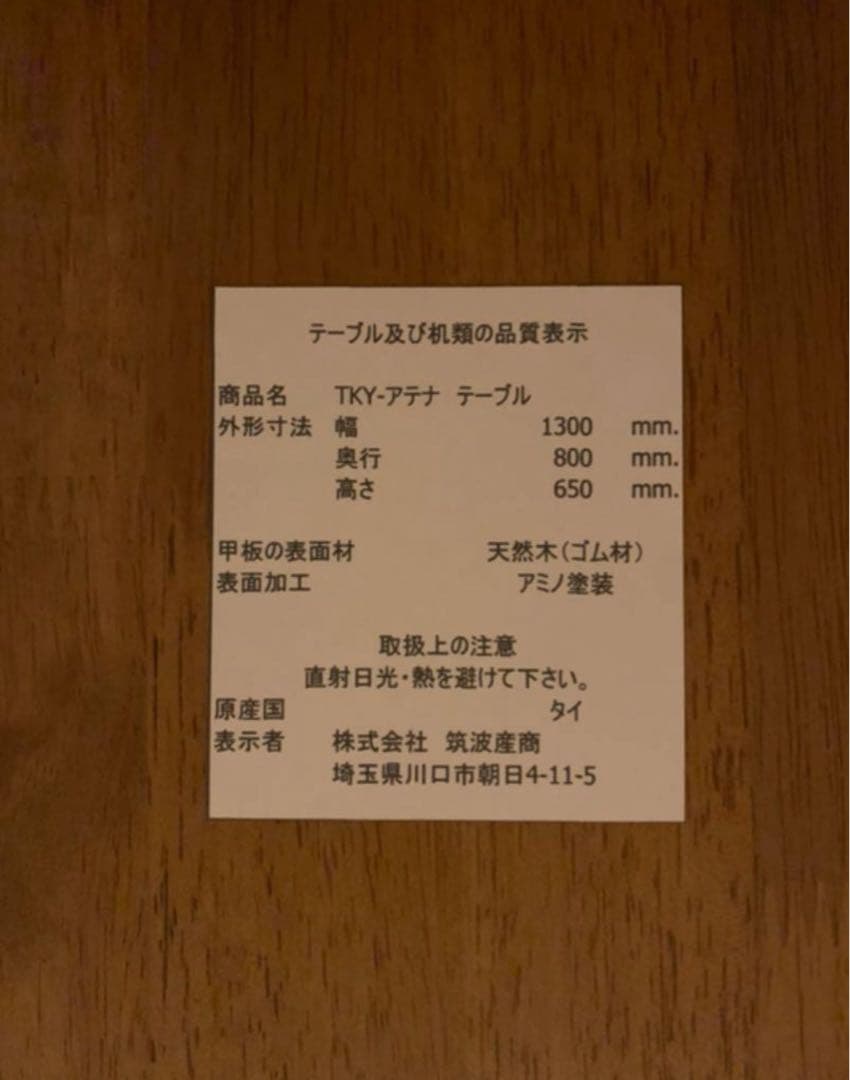 テーブル及び机類の品質表示
商品名 TKY-アテナ テーブル
外形寸法 幅 1300 mm.
奥行 800 mm.
高さ 650 mm.
甲板の表面材 天然木(ゴム材)
表面加工 アミノ塗装
取扱上の注意
直射日光・熱を避けて下さい。
原産国 タイ
表示者 株式会社 筑波産商
埼玉県川口市朝日4-11-5